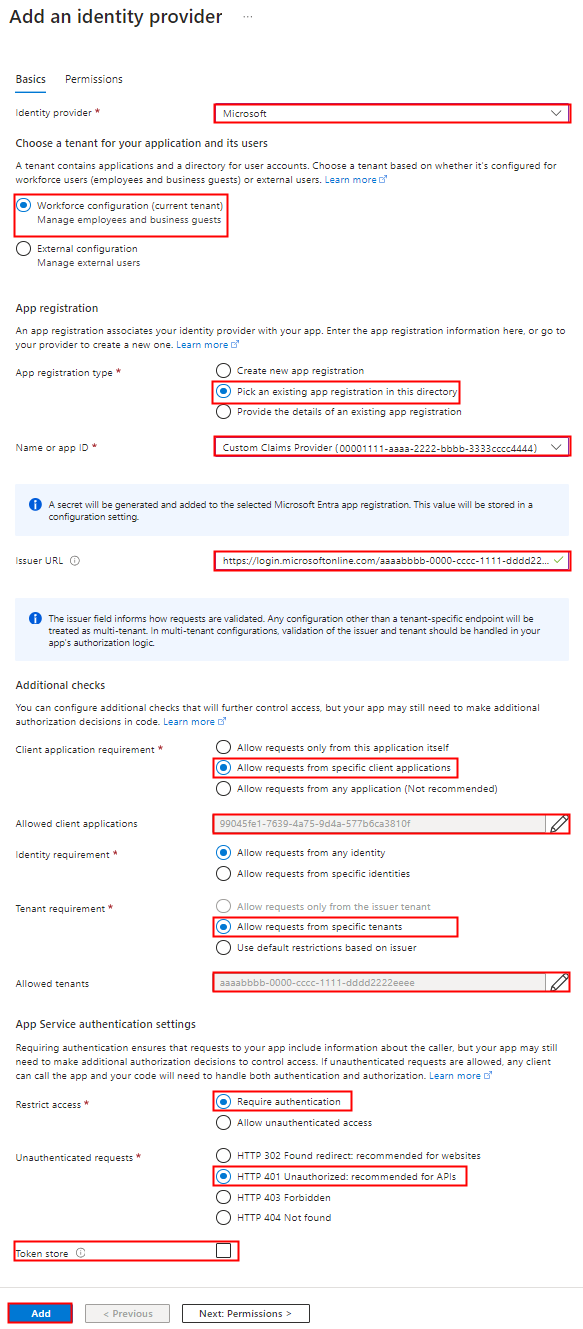 Add an identity provider ...
Basics Permissions
Identity provider * Microsoft
Choose a tenant for your application and its users
A tenant contains applications and a directory for user accounts. Choose a tenant based on whether it's configured for
workforce users (employees and business guests) or external users. Learn more
Workforce configuration (current tenant)
Manage employees and business guests
External configuration
Manage external users
App registration
An app registration associates your identity provider with your app. Enter the app registration information here, or go to
your provider to create a new one. Learn more
App registration type * Create new app registration
Pick an existing app registration in this directory
Provide the details of an existing app registration
Name or app ID * Custom Claims Provider (00001111-aaaa-2222-bbbb-3333cccc4444)
A secret will be generated and added to the selected Microsoft Entra app registration. This value will be stored in a
configuration setting.
Issuer URL https://login.microsoftonline.com/aaaabbbb-0000-cccc-1111-dddd22...
The issuer field informs how requests are validated. Any configuration other than a tenant-specific endpoint will be
treated as multi-tenant. In multi-tenant configurations, validation of the issuer and tenant should be handled in your
app's authorization logic.
Additional checks
You can configure additional checks that will further control access, but your app may still need to make additional
authorization decisions in code. Learn more
Client application requirement * Allow requests only from this application itself
Allow requests from specific client applications
Allow requests from any application (Not recommended)
Allowed client applications 99045fe1-7639-4a75-9d4a-577b6ca3810f
Identity requirement * Allow requests from any identity
Allow requests from specific identities
Tenant requirement * Allow requests only from the issuer tenant
Allow requests from specific tenants
Use default restrictions based on issuer
Allowed tenants aaaabbbb-0000-cccc-1111-dddd2222eeee
App Service authentication settings
Requiring authentication ensures that requests to your app include information about the caller, but your app may still
need to make additional authorization decisions to control access. If unauthenticated requests are allowed, any client
can call the app and your code will need to handle both authentication and authorization. Learn more
Restrict access * Require authentication
Allow unauthenticated access
Unauthenticated requests * HTTP 302 Found redirect: recommended for websites
HTTP 401 Unauthorized: recommended for APIs
HTTP 403 Forbidden
HTTP 404 Not found
Token store
Add < Previous Next: Permissions >